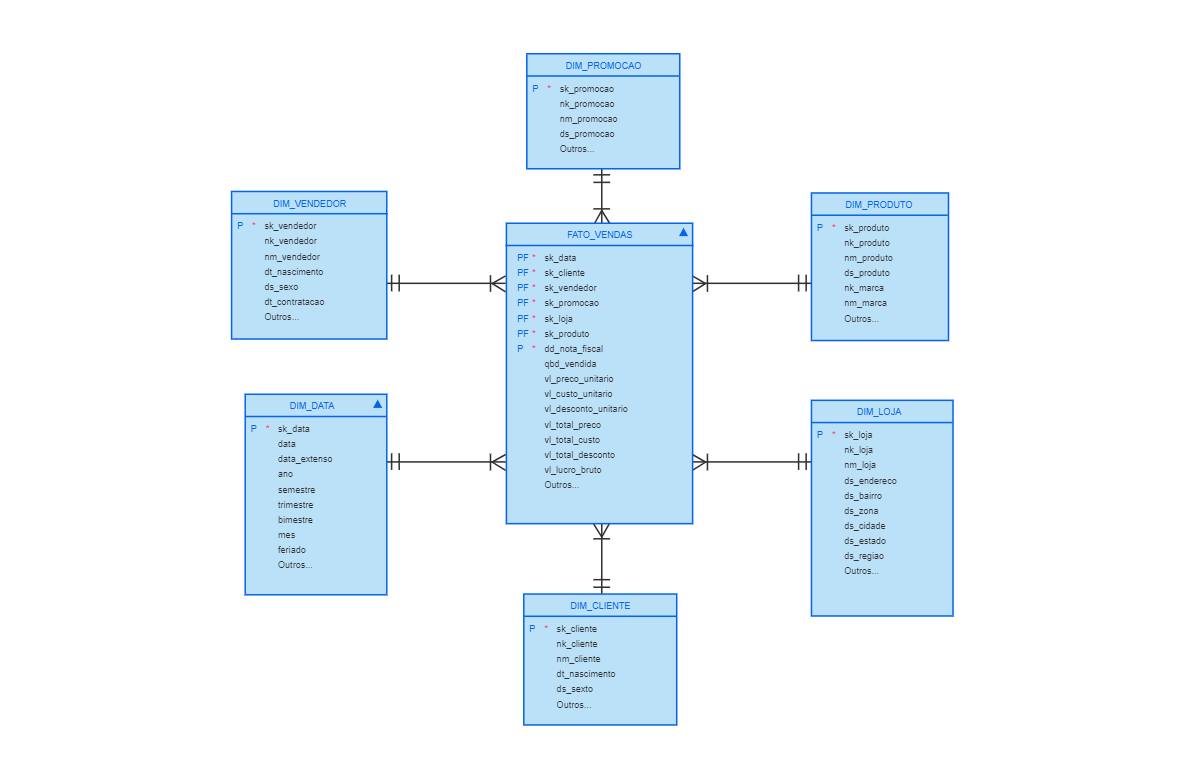 DIM_PROMOCAO
P * sk_promocao
nk_promocao
nm_promocao
ds_promocao
Outros...
DIM_VENDEDOR
P * sk_vendedor
nk_vendedor
nm_vendedor
dt_nascimento
ds_sexo
dt_contratacao
Outros...
FATO_VENDAS
PF * sk_data
PF * sk_cliente
PF * sk_vendedor
PF * sk_promocao
PF * sk_loja
PF * sk_produto
P * dd_nota_fiscal
qbd_vendida
vl_preco_unitario
vl_custo_unitario
vl_desconto_unitario
vl_total_preco
vl_total_custo
vl_total_desconto
vl_lucro_bruto
Outros...
DIM_PRODUTO
P * sk_produto
nk_produto
nm_produto
ds_produto
nk_marca
nm_marca
Outros...
DIM_DATA
P * sk_data
data
data_extenso
ano
semestre
trimestre
bimestre
mes
feriado
Outros...
DIM_LOJA
P * sk_loja
nk_loja
nm_loja
ds_endereco
ds_bairro
ds_zona
ds_cidade
ds_estado
ds_regiao
Outros...
DIM_CLIENTE
P * sk_cliente
nk_cliente
nm_cliente
dt_nascimento
ds_sexto
Outros...